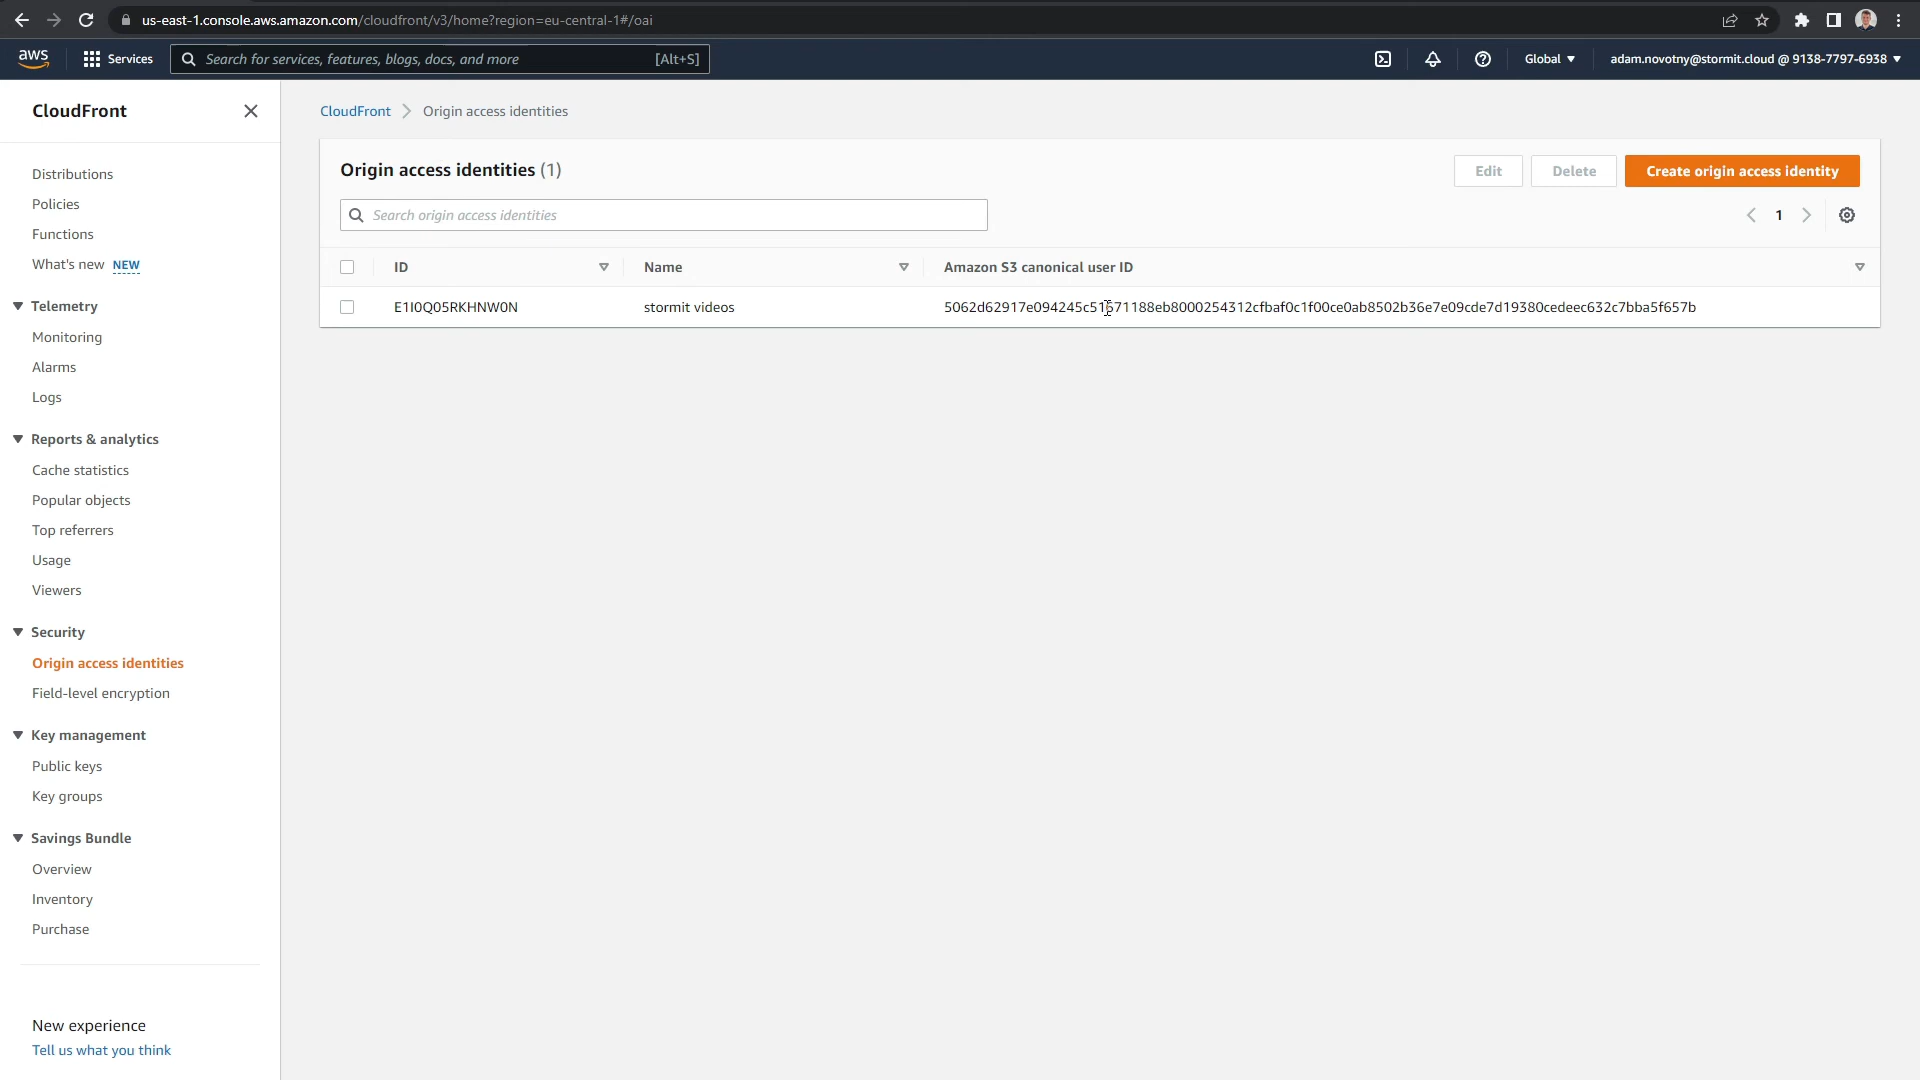 us-east-1.console.aws.amazon.com/cloudfront/v3/home?region=eu-central-1#/oai
aws
Services
Search for services, features, blogs, docs, and more
[Alt+S]
Global
adam.novotny@stormit.cloud @ 9138-7797-6938
CloudFront
Distributions
Policies
Functions
What's new NEW
Telemetry
Monitoring
Alarms
Logs
Reports & analytics
Cache statistics
Popular objects
Top referrers
Usage
Viewers
Security
Origin access identities
Field-level encryption
Key management
Public keys
Key groups
Savings Bundle
Overview
Inventory
Purchase
New experience
Tell us what you think
CloudFront
Origin access identities
Origin access identities (1)
Edit
Delete
Create origin access identity
Search origin access identities
1
ID
Name
Amazon S3 canonical user ID
E1I0Q05RKHNW0N
stormit videos